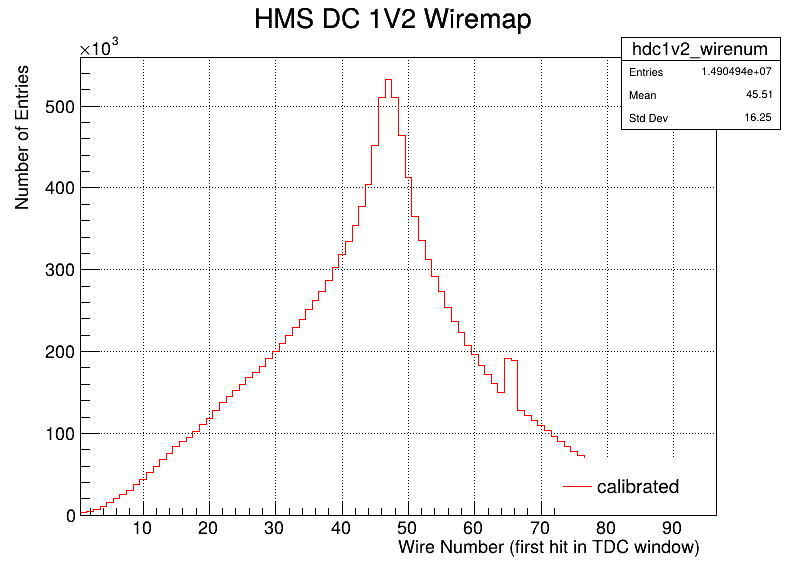 HMS DC 1V2 Wiremap
×10³
hdc1v2_wirenum
Entries 1.490494e+07
Mean 45.51
Std Dev 16.25
Number of Entries
500
400
300
200
100
0
calibrated
10 20 30 40 50 60 70 80 90
Wire Number (first hit in TDC window)